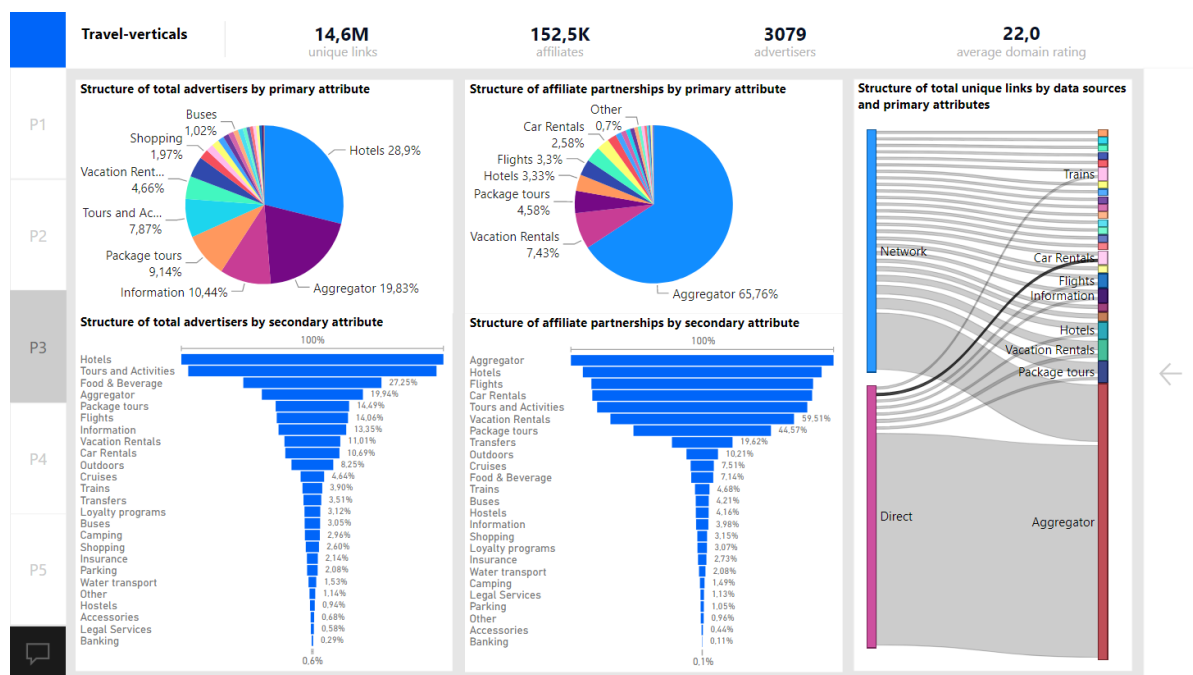 Travel-verticals
14,6M
unique links
152,5K
affiliates
3079
advertisers
22,0
average domain rating
P1
P2
P3
P4
P5
Structure of total advertisers by primary attribute
Buses
1,02%
Shopping
1,97%
Vacation Rent...
4,66%
Tours and Ac...
7,87%
Package tours
9,14%
Information 10,44%
Hotels 28,9%
Aggregator 19,83%
Structure of affiliate partnerships by primary attribute
Other
0,7%
Car Rentals
2,58%
Flights 3,3%
Hotels 3,33%
Package tours
4,58%
Vacation Rentals
7,43%
Aggregator 65,76%
Structure of total unique links by data sources
and primary attributes
Network
Direct
Trains
Car Rentals
Flights
Information
Hotels
Vacation Rentals
Package tours
Aggregator
Structure of total advertisers by secondary attribute
100%
Hotels
Tours and Activities
Food & Beverage 27,25%
Aggregator 19,94%
Package tours 14,49%
Flights 14,06%
Information 13,35%
Vacation Rentals 11,01%
Car Rentals 10,69%
Outdoors 8,25%
Cruises 4,64%
Trains 3,90%
Transfers 3,51%
Loyalty programs 3,12%
Buses 3,05%
Camping 2,96%
Shopping 2,60%
Insurance 2,14%
Parking 2,08%
Water transport 1,53%
Other 1,14%
Hostels 0,94%
Accessories 0,68%
Legal Services 0,58%
Banking 0,29%
0,6%
Structure of affiliate partnerships by secondary attribute
100%
Aggregator
Hotels
Flights
Car Rentals
Tours and Activities
Vacation Rentals 59,51%
Package tours 44,57%
Transfers 19,62%
Outdoors 10,21%
Cruises 7,51%
Food & Beverage 7,14%
Trains 4,68%
Buses 4,21%
Hostels 4,16%
Information 3,98%
Shopping 3,15%
Loyalty programs 3,07%
Insurance 2,73%
Water transport 2,08%
Camping 1,49%
Legal Services 1,13%
Parking 1,05%
Other 0,96%
Accessories 0,44%
Banking 0,11%
0,1%